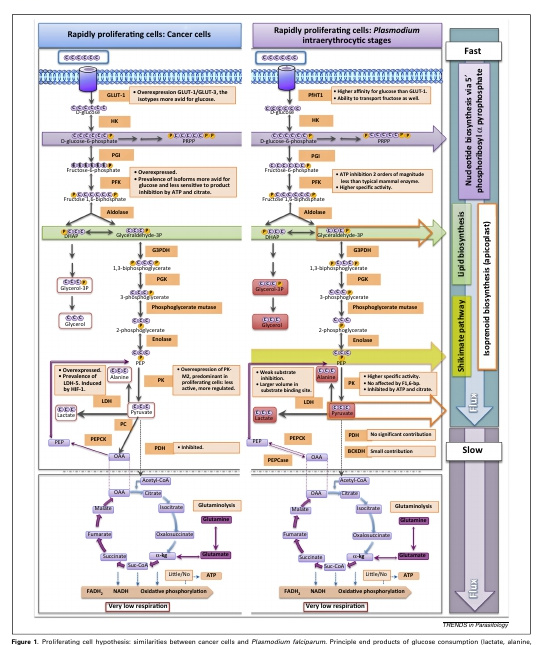 Rapidly proliferating cells: Cancer cells
GLUT-1
• Overexpression GLUT-1/GLUT-3, the
isotypes more avid for glucose.
D-glucose
HK
D-glucose-6-phosphate
PRPP
PGI
Fructose-6-phosphate
PFK
• Overexpressed.
• Prevalence of isoforms more avid for
glucose and less sensitive to product
inhibition by ATP and citrate.
Fructose 1,6-biphosphate
Aldolase
DHAP
Glyceraldehyde-3P
G3PDH
1,3-biphosphoglycerate
PGK
Glycerol-3P
3-phosphoglycerate
Phosphoglycerate mutase
Glycerol
2-phosphoglycerate
Enolase
PEP
• Overexpressed.
• Prevalence of
LDH-5. Induced
by HIF-1.
Alanine
PK
• Overexpression of PK-
M2, predominant in
proliferating cells: less
active, more regulated.
LDH
Lactate
Pyruvate
PC
PEPCK
PEP
OAA
PDH
• Inhibited.
Acetyl-CoA
OAA
Citrate
Glutaminolysis
Malate
Isocitrate
Glutamine
Fumarate
Oxalosuccinate
Succinate
α-kg
Glutamate
Suc-CoA
Little/No
ATP
FADH2
NADH
Oxidative phosphorylation
Very low respiration
Rapidly proliferating cells: Plasmodium
intraerythrocytic stages
PfHT1
• Higher affinity for glucose than GLUT-1.
• Ability to transport fructose as well.
D-glucose
HK
D-glucose-6-phosphate
PRPP
PGI
Fructose-6-phosphate
PFK
• ATP inhibition 2 orders of magnitude
less than typical mammal enzyme.
• Higher specific activity.
Fructose 1,6-biphosphate
Aldolase
DHAP
Glyceraldehyde-3P
G3PDH
1,3-biphosphoglycerate
PGK
Glycerol-3P
3-phosphoglycerate
Phosphoglycerate mutase
Glycerol
2-phosphoglycerate
Enolase
PEP
• Weak substrate
inhibition.
• Larger volume in
substrate binding site.
Alanine
PK
• Higher specific activity.
• No affected by F1,6-bp.
• Inhibited by ATP and citrate.
LDH
Lactate
Pyruvate
PEPCK
PEP
PEPCase
OAA
PDH
No significant contribution
BCKDH
Small contribution
Acetyl-CoA
OAA
Citrate
Glutaminolysis
Malate
Isocitrate
Glutamine
Fumarate
Oxalosuccinate
Succinate
α-kg
Glutamate
Suc-CoA
Little/No
ATP
FADH2
NADH
Oxidative phosphorylation
Very low respiration
Fast
Nucleotide biosynthesis via 5'
phosphoribosyl α pyrophosphate
Lipid biosynthesis
Isoprenoid biosynthesis (apicoplast)
Shikimate pathway
FLUX
Slow
FLUX
TRENDS in Parasitology
Figure 1. Proliferating cell hypothesis: similarities between cancer cells and Plasmodium falciparum. Principle end products of glucose consumption (lactate, alanine,